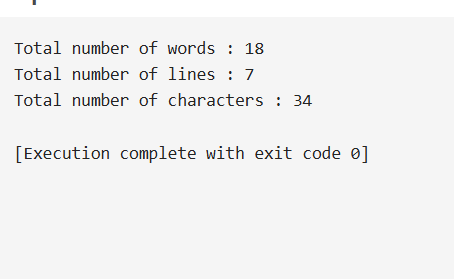 Total number of words : 18
Total number of lines : 7
Total number of characters : 34
[Execution complete with exit code 0]